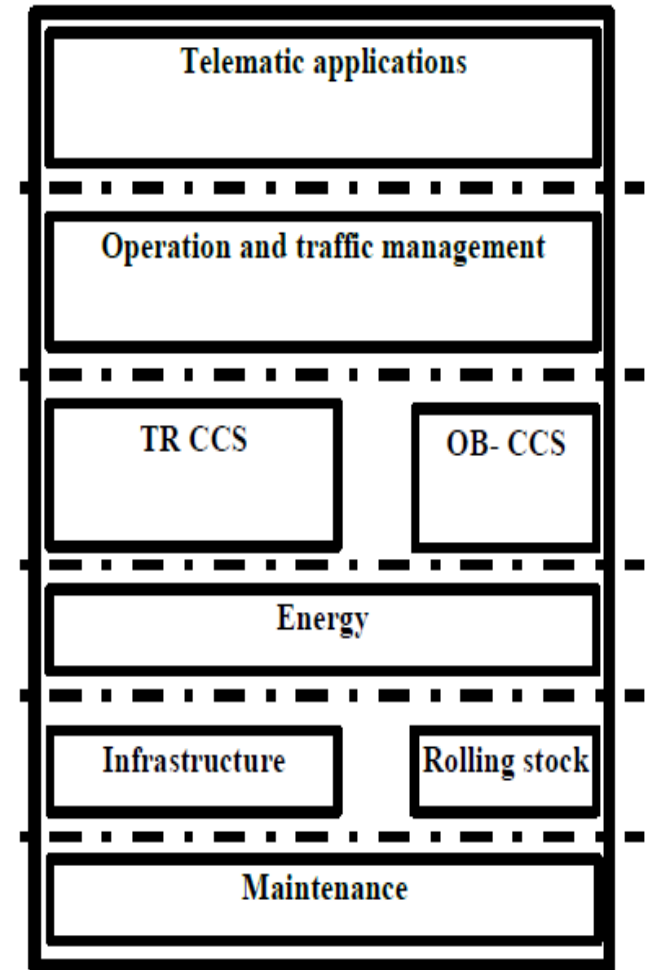 Telematic applications
Operation and traffic management
TR CCS
OB- CCS
Energy
Infrastructure
Rolling stock
Maintenance